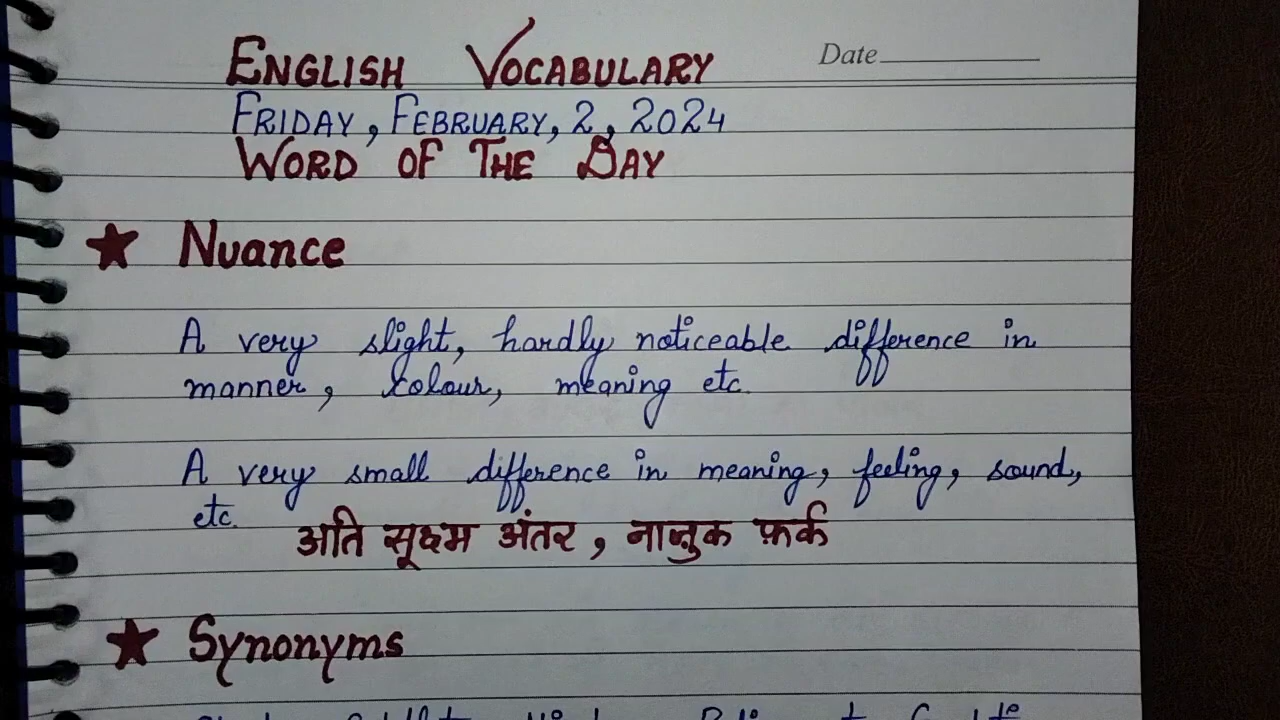 ENGLISH VOCABULARY Date
FRIDAY, FEBRUARY, 2, 2024
WORD OF THE DAY
★ Nuance
A very slight, hardly noticeable difference in
manner, colour, meaning etc.
A very small difference in meaning, feeling, sound,
etc.
अति सूक्ष्म अंतर, नाज़ुक फ़र्क
★ Synonyms